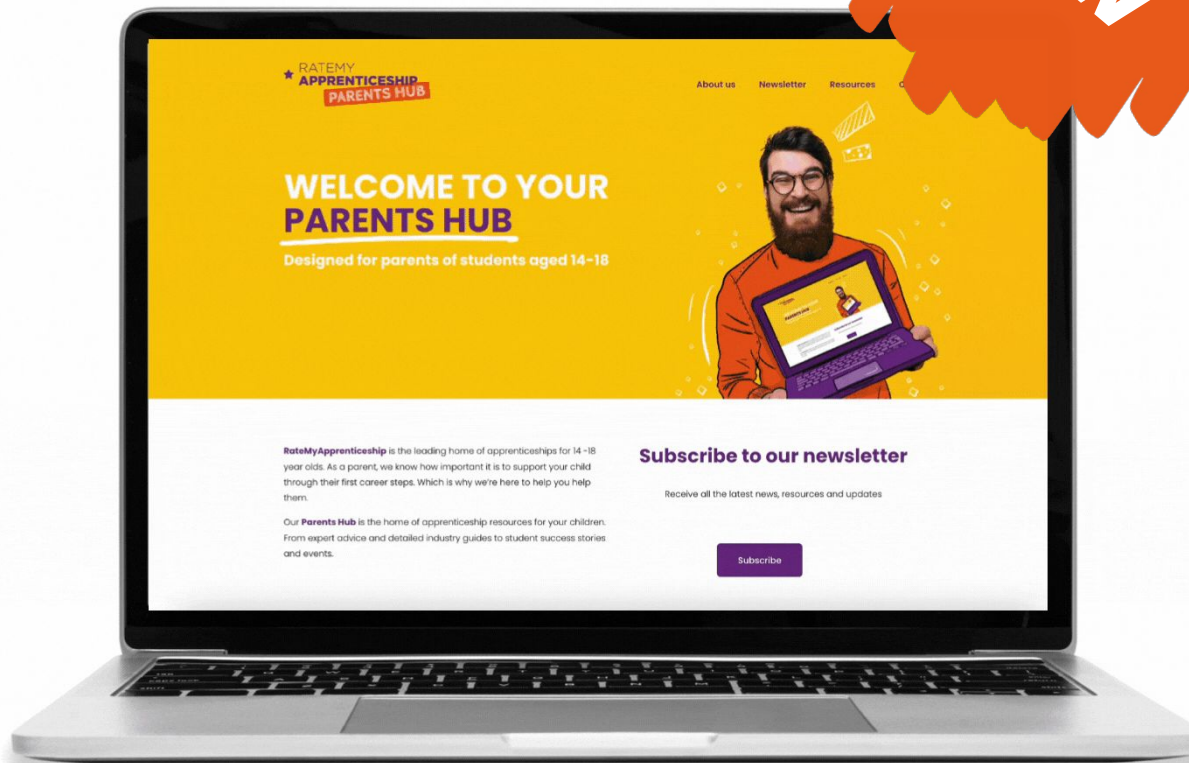 RATEMY
APPRENTICESHIP
PARENTS HUB
About us Newsletter Resources
WELCOME TO YOUR
PARENTS HUB
Designed for parents of students aged 14-18
RateMyApprenticeship is the leading home of apprenticeships for 14 -18
year olds. As a parent, we know how important it is to support your child
through their first career steps. Which is why we're here to help you help
them.
Our Parents Hub is the home of apprenticeship resources for your children.
From expert advice and detailed industry guides to student success stories
and events.
Subscribe to our newsletter
Receive all the latest news, resources and updates
Subscribe